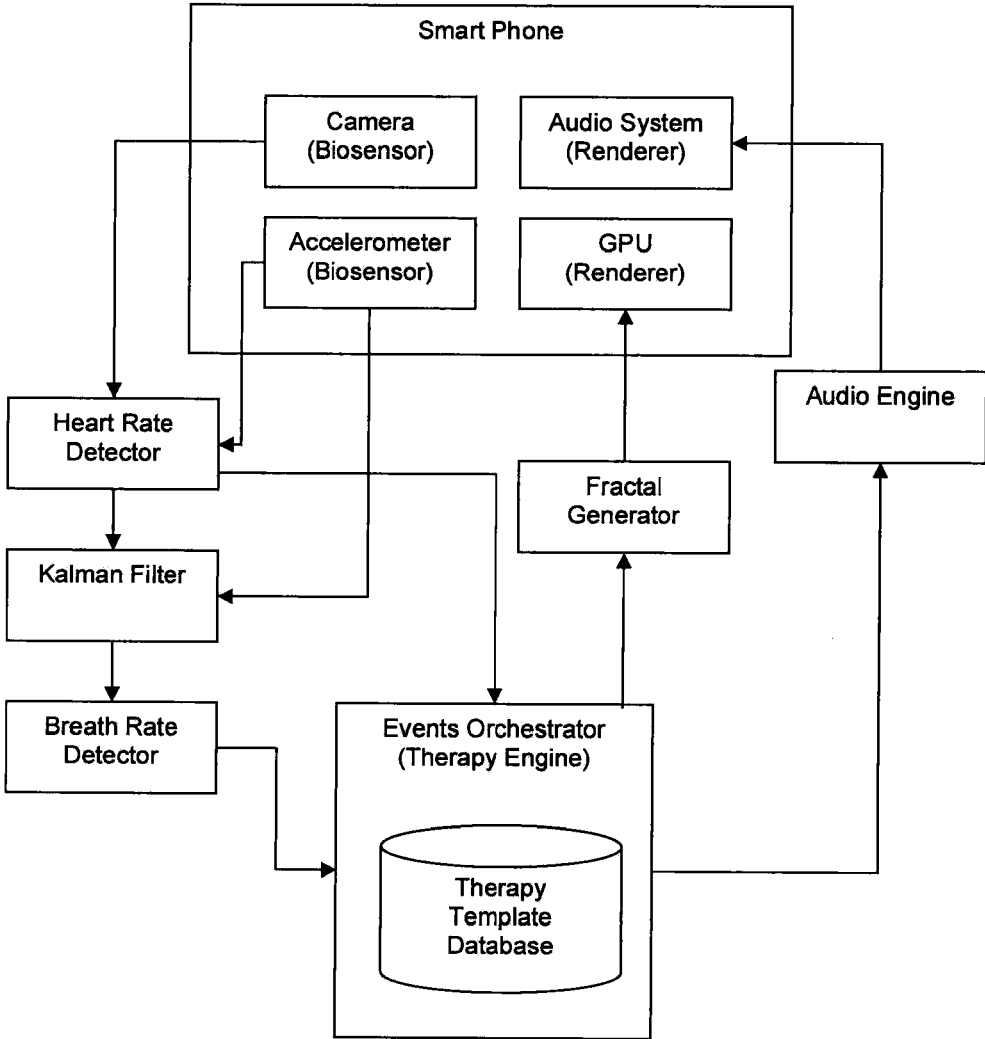 Smart Phone
Camera
(Biosensor)
Audio System
(Renderer)
Accelerometer
(Biosensor)
GPU
(Renderer)
Heart Rate
Detector
Audio Engine
Fractal
Generator
Kalman Filter
Breath Rate
Detector
Events Orchestrator
(Therapy Engine)
Therapy
Template
Database